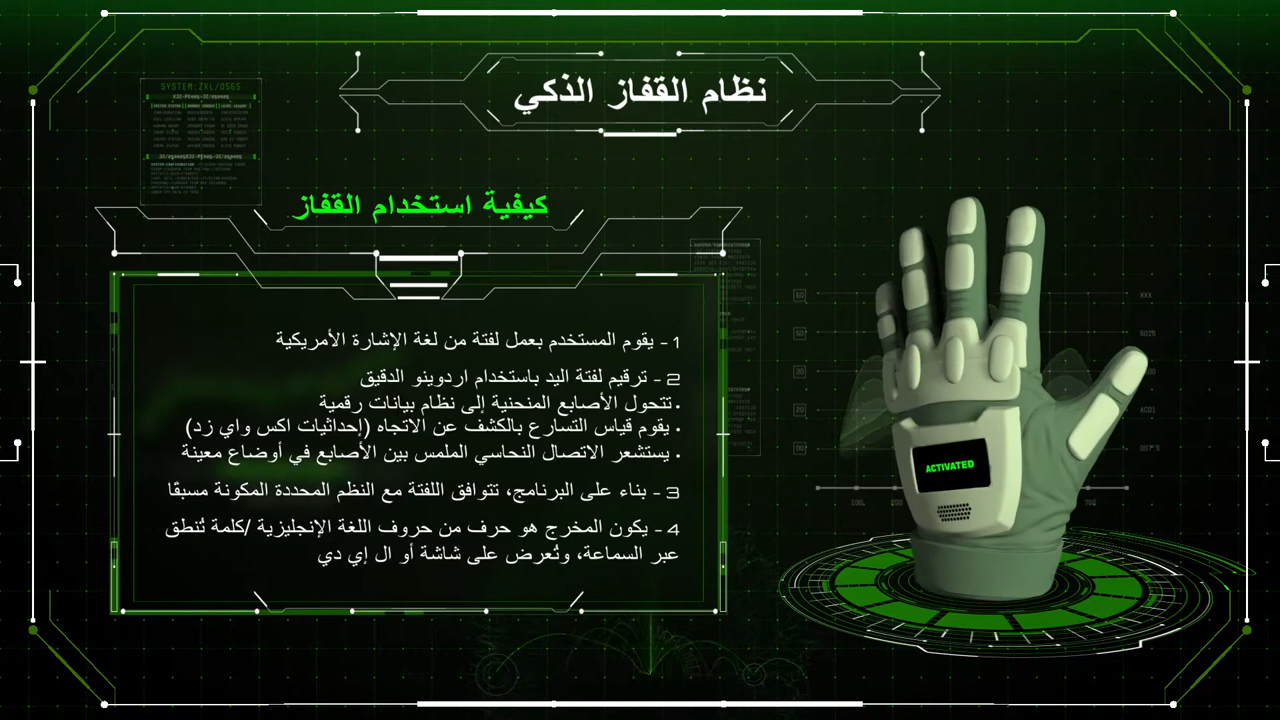 نظام القفاز الذكي
SYSTEM:ZXL/0565
كيفية استخدام القفاز
1- يقوم المستخدم بعمل لفتة من لغة الإشارة الأمريكية
2 - ترقيم لفتة اليد باستخدام اردوينو الدقيق
. تتحول الأصابع المنحنية إلى نظام بيانات رقمية
. يقوم قياس التسارع بالكشف عن الاتجاه (إحداثيات اكس واي زد)
. يستشعر الاتصال النحاسي الملمس بين الأصابع في أوضاع معينة
3 - بناء على البرنامج، تتوافق اللفتة مع النظم المحددة المكونة مسبقًا
4 - يكون المخرج هو حرف من حروف اللغة الإنجليزية /كلمة تُنطق
عبر السماعة، وتُعرض على شاشة أو ال إي دي
ACTIVATED